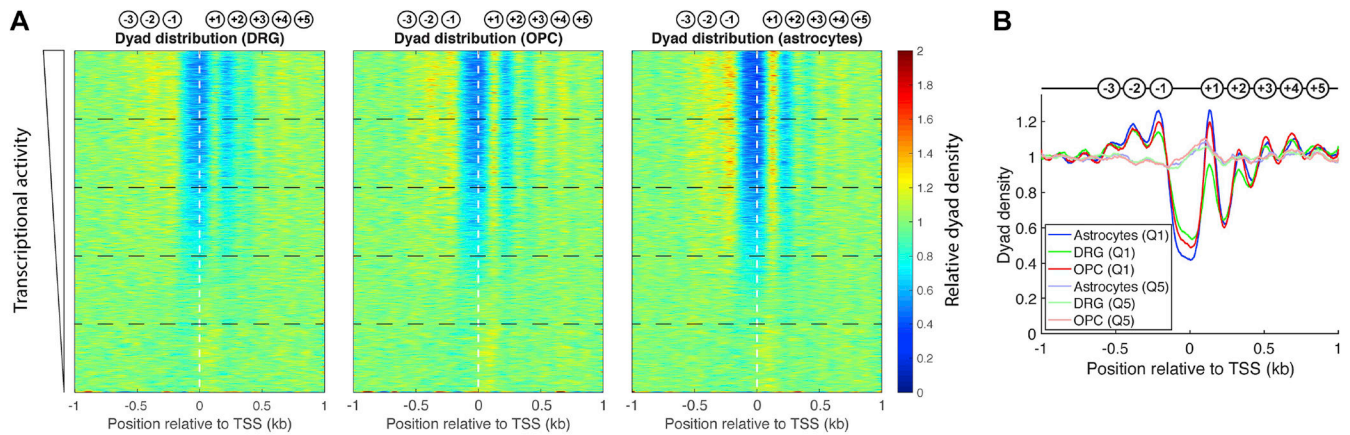 A
-3 -2 -1 +1 +2 +3 +4 +5
Dyad distribution (DRG)
-3 -2 -1 +1 +2 +3 +4 +5
Dyad distribution (OPC)
-3 -2 -1 +1 +2 +3 +4 +5
Dyad distribution (astrocytes)
Transcriptional activity
-1 -0.5 0 0.5 1
Position relative to TSS (kb)
-1 -0.5 0 0.5 1
Position relative to TSS (kb)
-1 -0.5 0 0.5 1
Position relative to TSS (kb)
2
1.8
1.6
1.4
1.2
1
0.8
0.6
0.4
0.2
0
Relative dyad density
B
-3 -2 -1 +1 +2 +3 +4 +5
Dyad density
1.2
1
0.8
0.6
0.4
0.2
0
Astrocytes (Q1)
DRG (Q1)
OPC (Q1)
Astrocytes (Q5)
DRG (Q5)
OPC (Q5)
-1 -0.5 0 0.5 1
Position relative to TSS (kb)